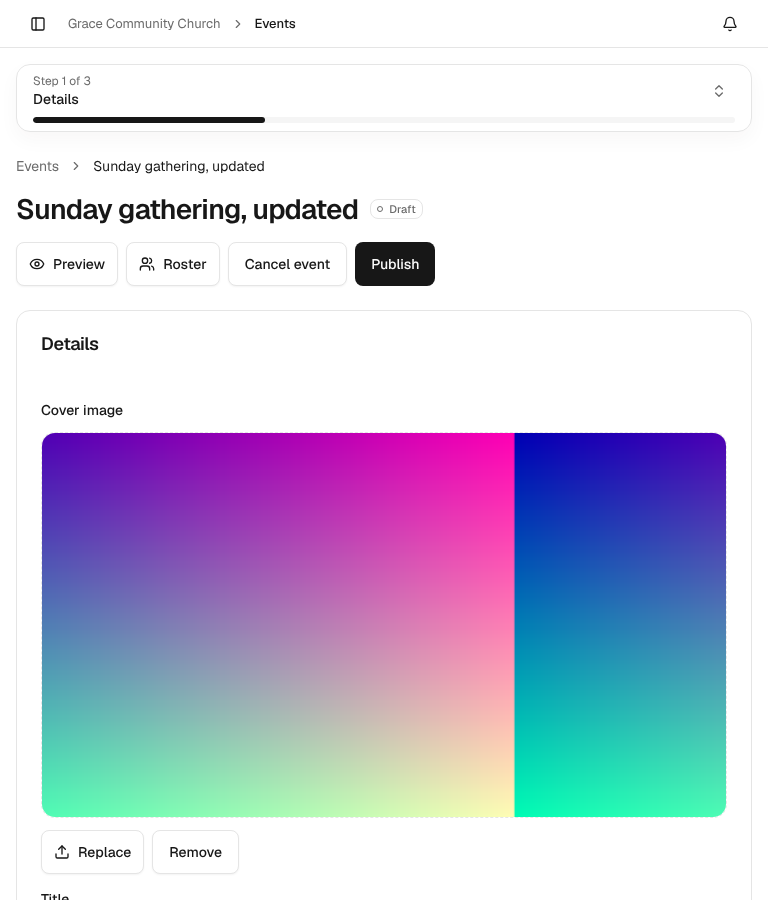 Grace Community Church > Events
Step 1 of 3
Details
Events > Sunday gathering, updated
Sunday gathering, updated
Draft
Preview
Roster
Cancel event
Publish
Details
Cover image
Replace
Remove
Title